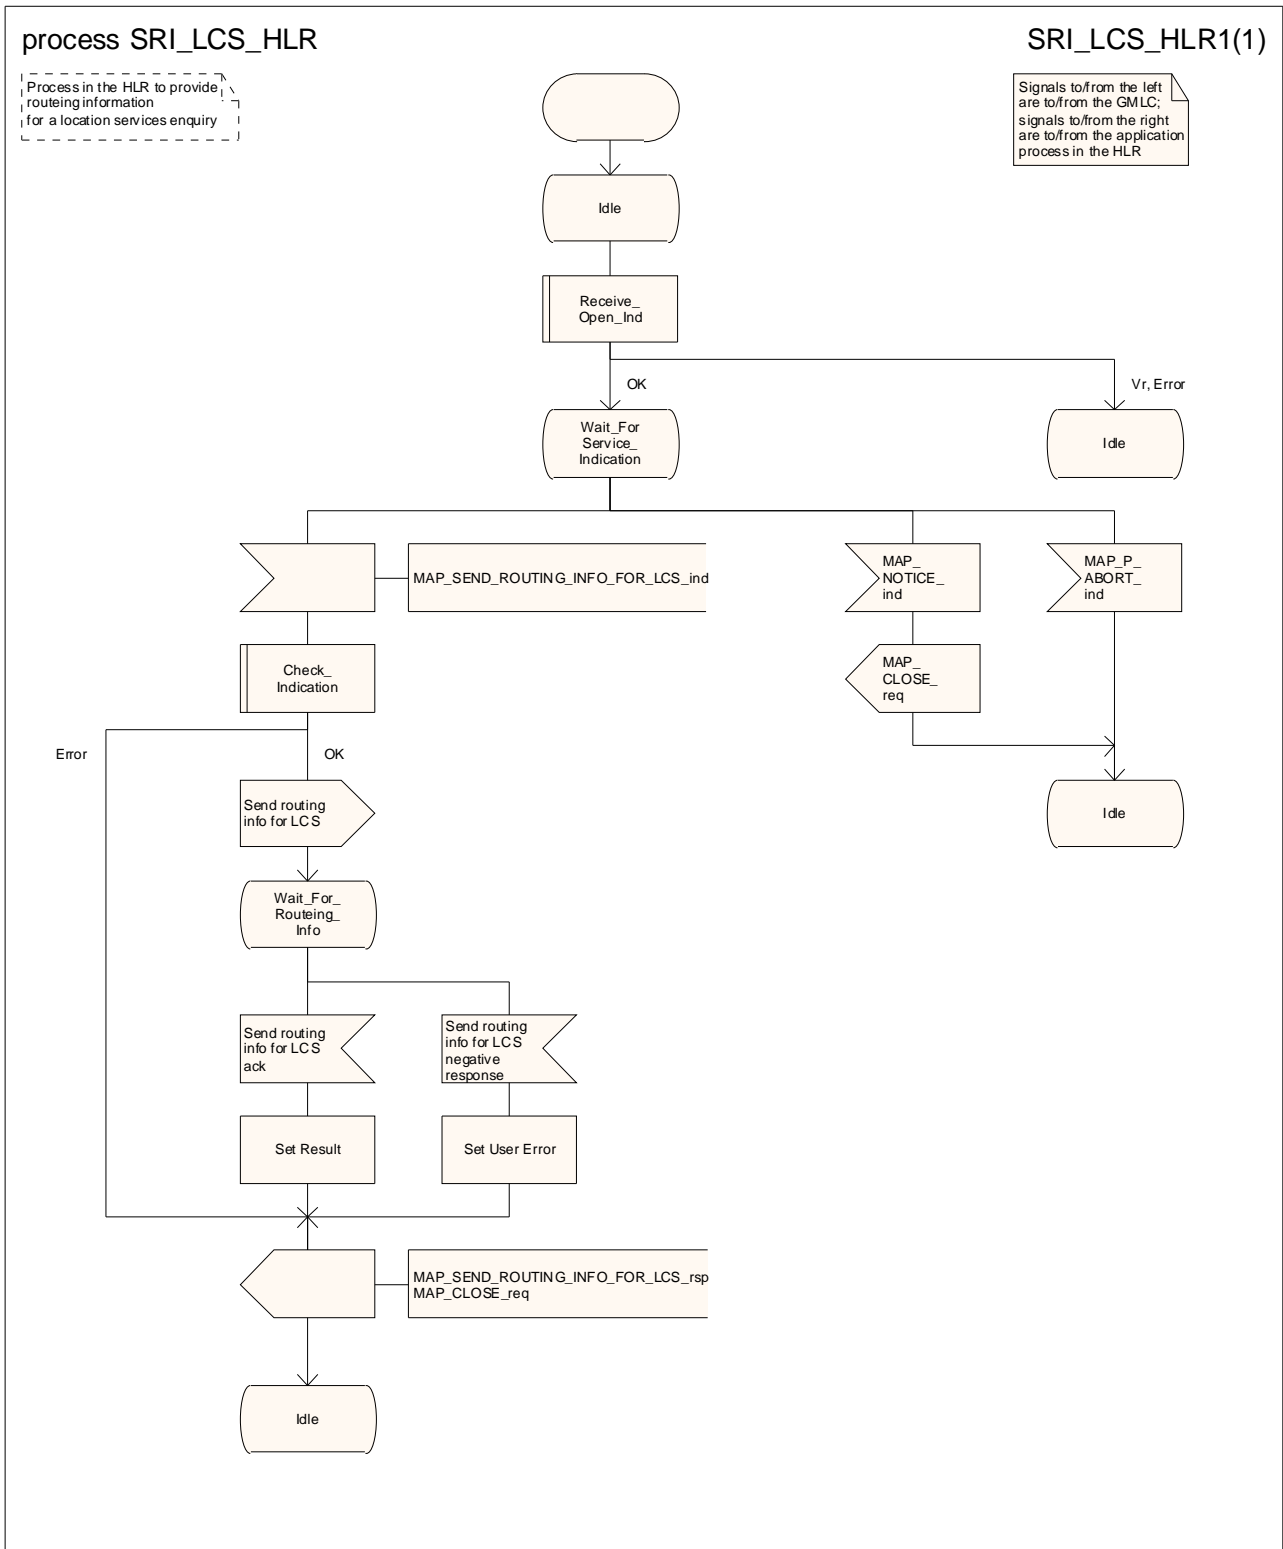 process SRI_LCS_HLR
SRI_LCS_HLR1(1)
Process in the HLR to provide
routeing information
for a location services enquiry
Signals to/from the left
are to/from the GMLC;
signals to/from the right
are to/from the application
process in the HLR
Idle
Receive_
Open_Ind
OK
Vr, Error
Wait_For
Service_
Indication
Idle
MAP_SEND_ROUTING_INFO_FOR_LCS_ind
MAP_
NOTICE_
ind
MAP_P_
ABORT_
ind
Check_
Indication
MAP_
CLOSE_
req
Error
OK
Send routing
info for LCS
Idle
Wait_For_
Routeing_
Info
Send routing
info for LCS
ack
Send routing
info for LCS
negative
response
Set Result
Set User Error
MAP_SEND_ROUTING_INFO_FOR_LCS_rsp
MAP_CLOSE_req
Idle